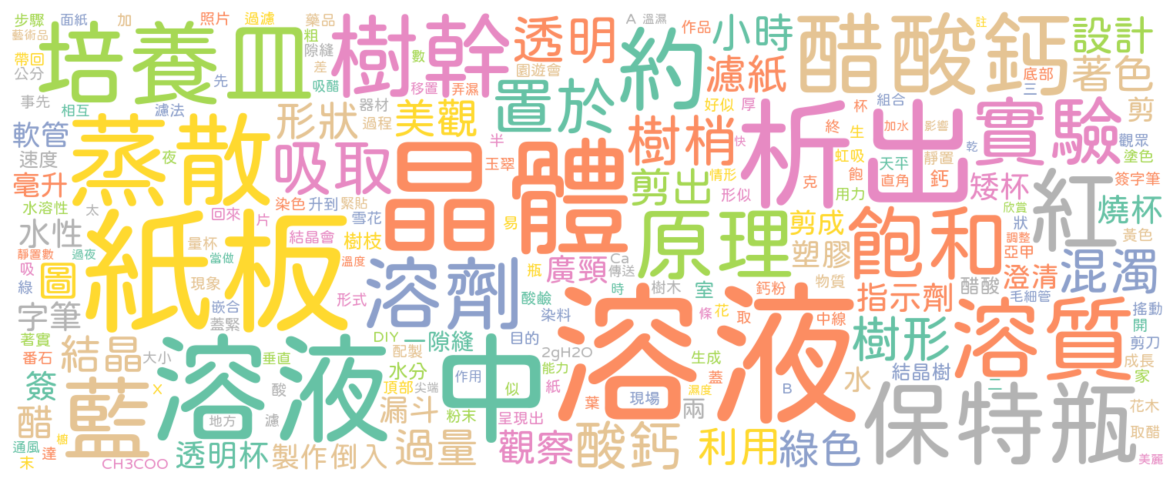 步驟 面紙 加 照片 過濾 藥品
藝術品 粗 隙縫
帶回 公分 先 差
培養皿 樹幹 透明 約 小時 醋酸鈣 設計
A 溫濕 作品 註
濾紙 著色 底部
園遊會 數 吸醋 移置 弄濕
事先 相互 濾法 形狀 器材 過程 美觀 置於 好似 厚 杯 組合 三 剪
軟管 速度 毫升 蒸散 夜 吸取 半 玉翠 晶體 樹梢 快 析出 實驗 觀眾 塗色
終 生 加水 影響 虹吸 飽 天平 靜置 直角 乾 鈣
剪出 情形 形似 克 用力 矮杯 簽字筆 欣賞
水溶性 太 染色 升到 緊貼 回來 片 雪花 易
水性 紙板 結晶會 樹枝 原理 剪成 飽和 紅 燒杯
狀 調整 黃色
靜置數 過夜 量杯 當做 溫度 瓶 廣頸 塑膠 亞甲
圖 吸 綠 現象 溶劑 Ca 傳送 室 物質 澄清 混濁
字筆 嵌合 蓋緊 形式 酸鹼 染料 時 樹木 鈣粉 醋酸 毛細管 指示劑
著實 條 花 取 中線 搖動 開
番石 結晶 大小 垂直 DIY 一隙縫 目的 溶液 樹形 溶質 剪刀
簽 溶液中 配製 水分 2gH2O 生成 能力 紙 蓋 濕度 水 結晶樹 二 成長 家
藍 X 酸 作用 頂部 尖端 似 現場 B
醋 地方 濾 漏斗 粉末 呈現出 葉 兩 保特瓶 花木
通風 末 達 櫥 取醋
CH3COO 透明杯 製作 倒入 過量 觀察 酸鈣 利用 綠色 美麗